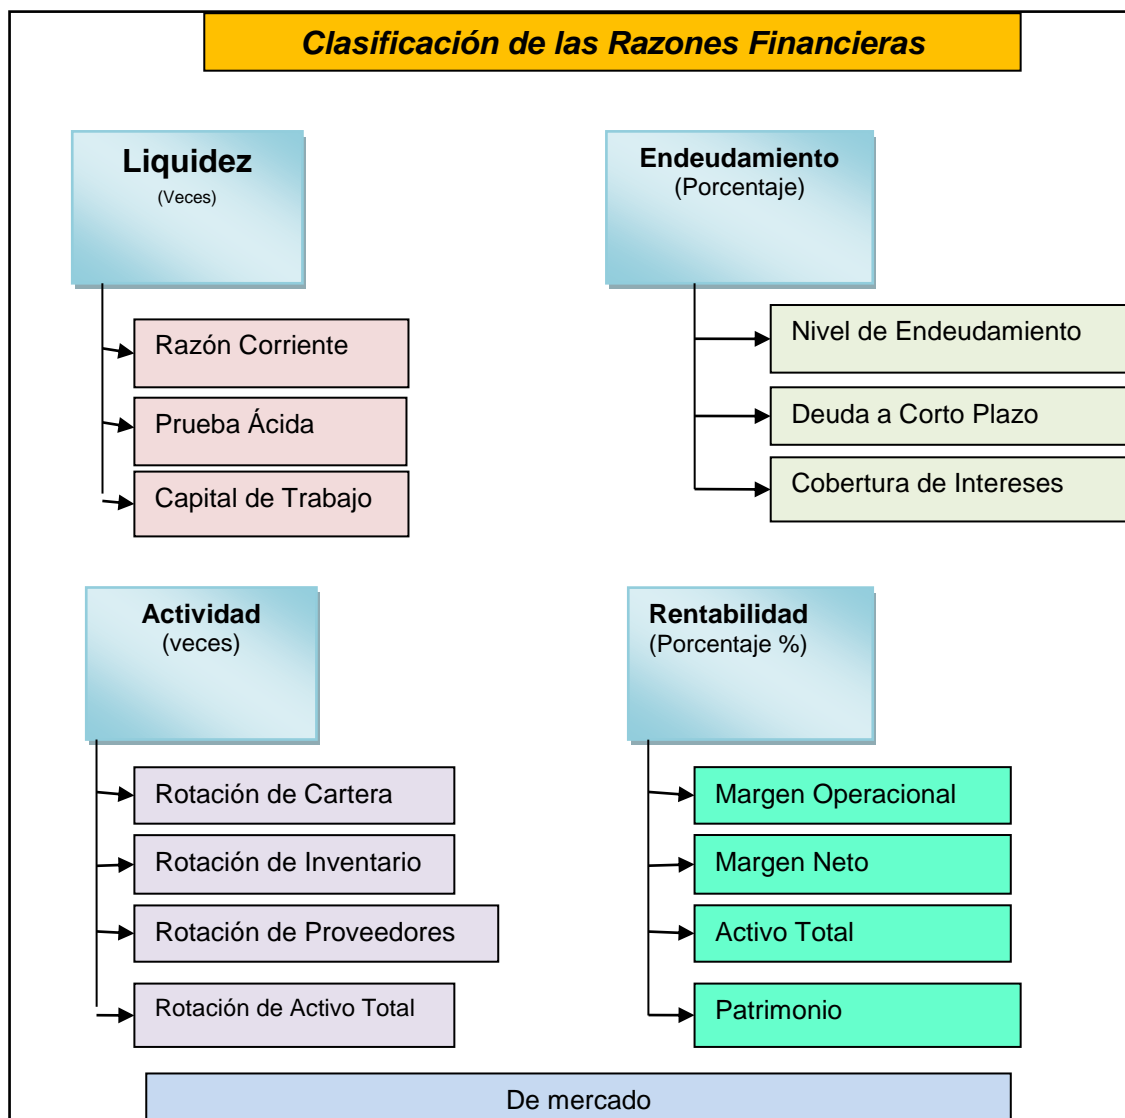 Clasificación de las Razones Financieras
Liquidez
(Veces)
Razón Corriente
Prueba Ácida
Capital de Trabajo
Endeudamiento
(Porcentaje)
Nivel de Endeudamiento
Deuda a Corto Plazo
Cobertura de Intereses
Actividad
(veces)
Rotación de Cartera
Rotación de Inventario
Rotación de Proveedores
Rotación de Activo Total
Rentabilidad
(Porcentaje %)
Margen Operacional
Margen Neto
Activo Total
Patrimonio
De mercado